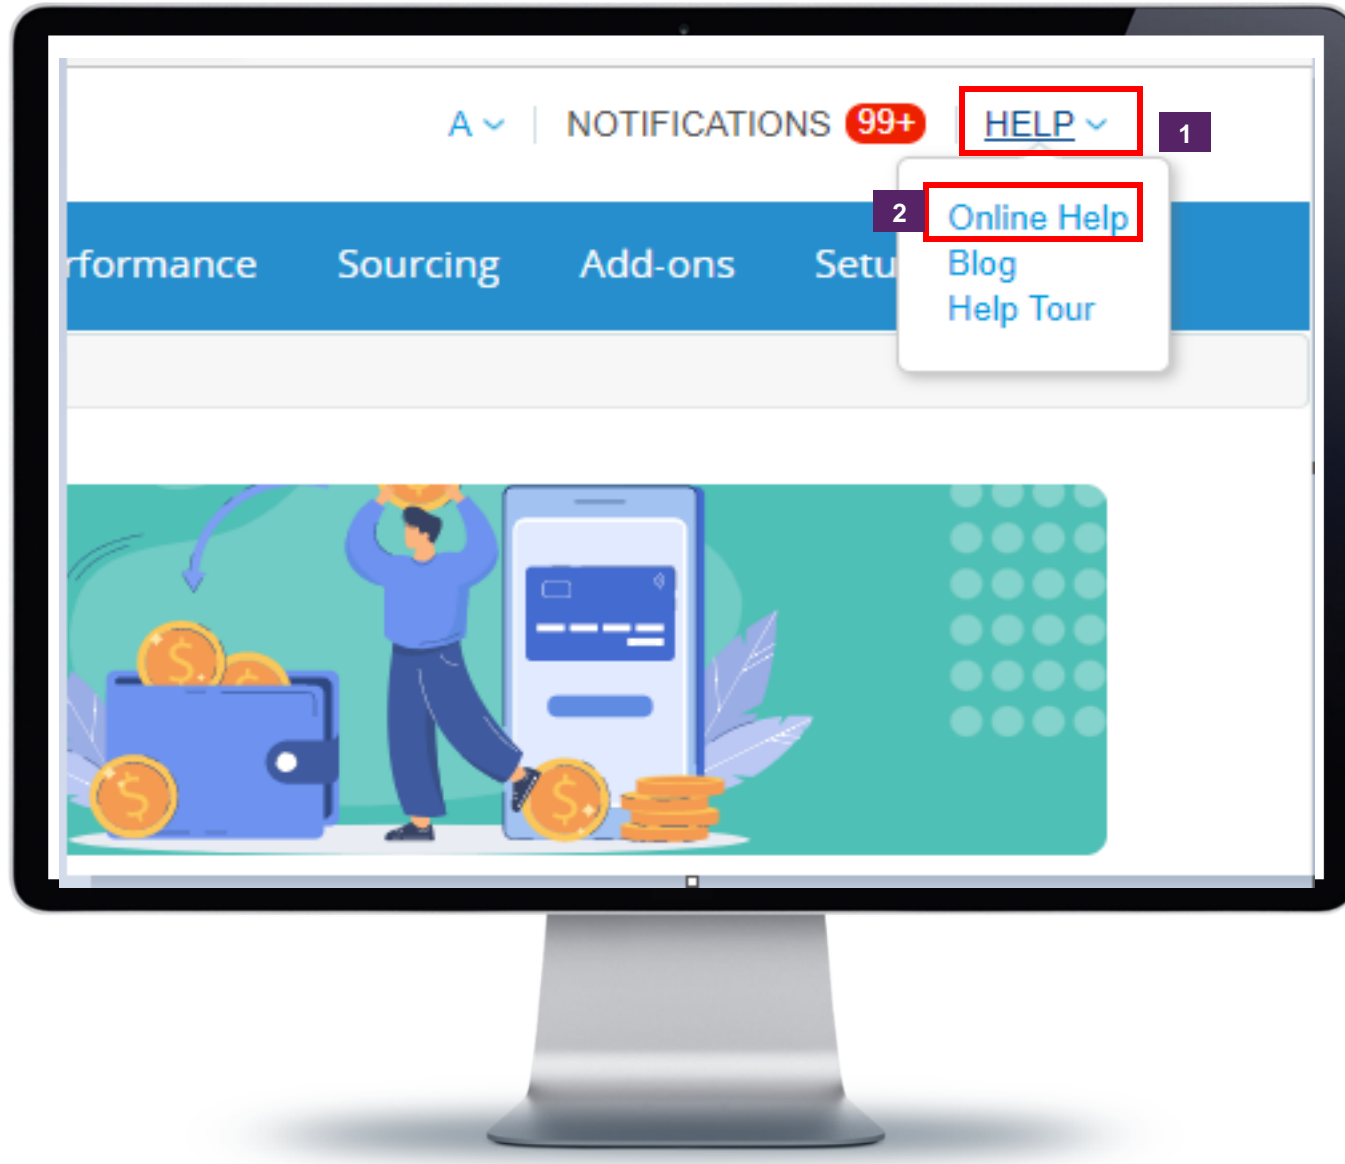 A NOTIFICATIONS 99+ HELP
1
2
Online Help
Blog
Help Tour
rformance Sourcing Add-ons Setu